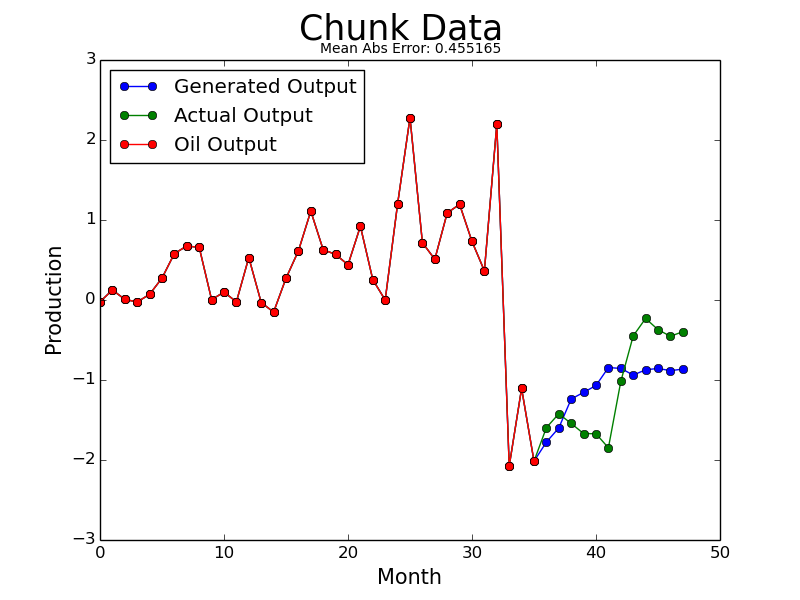 Chunk Data
Mean Abs Error: 0.455165
Generated Output
Actual Output
Oil Output
3
2
1
0
−1
−2
−3
Production
0 10 20 30 40 50
Month